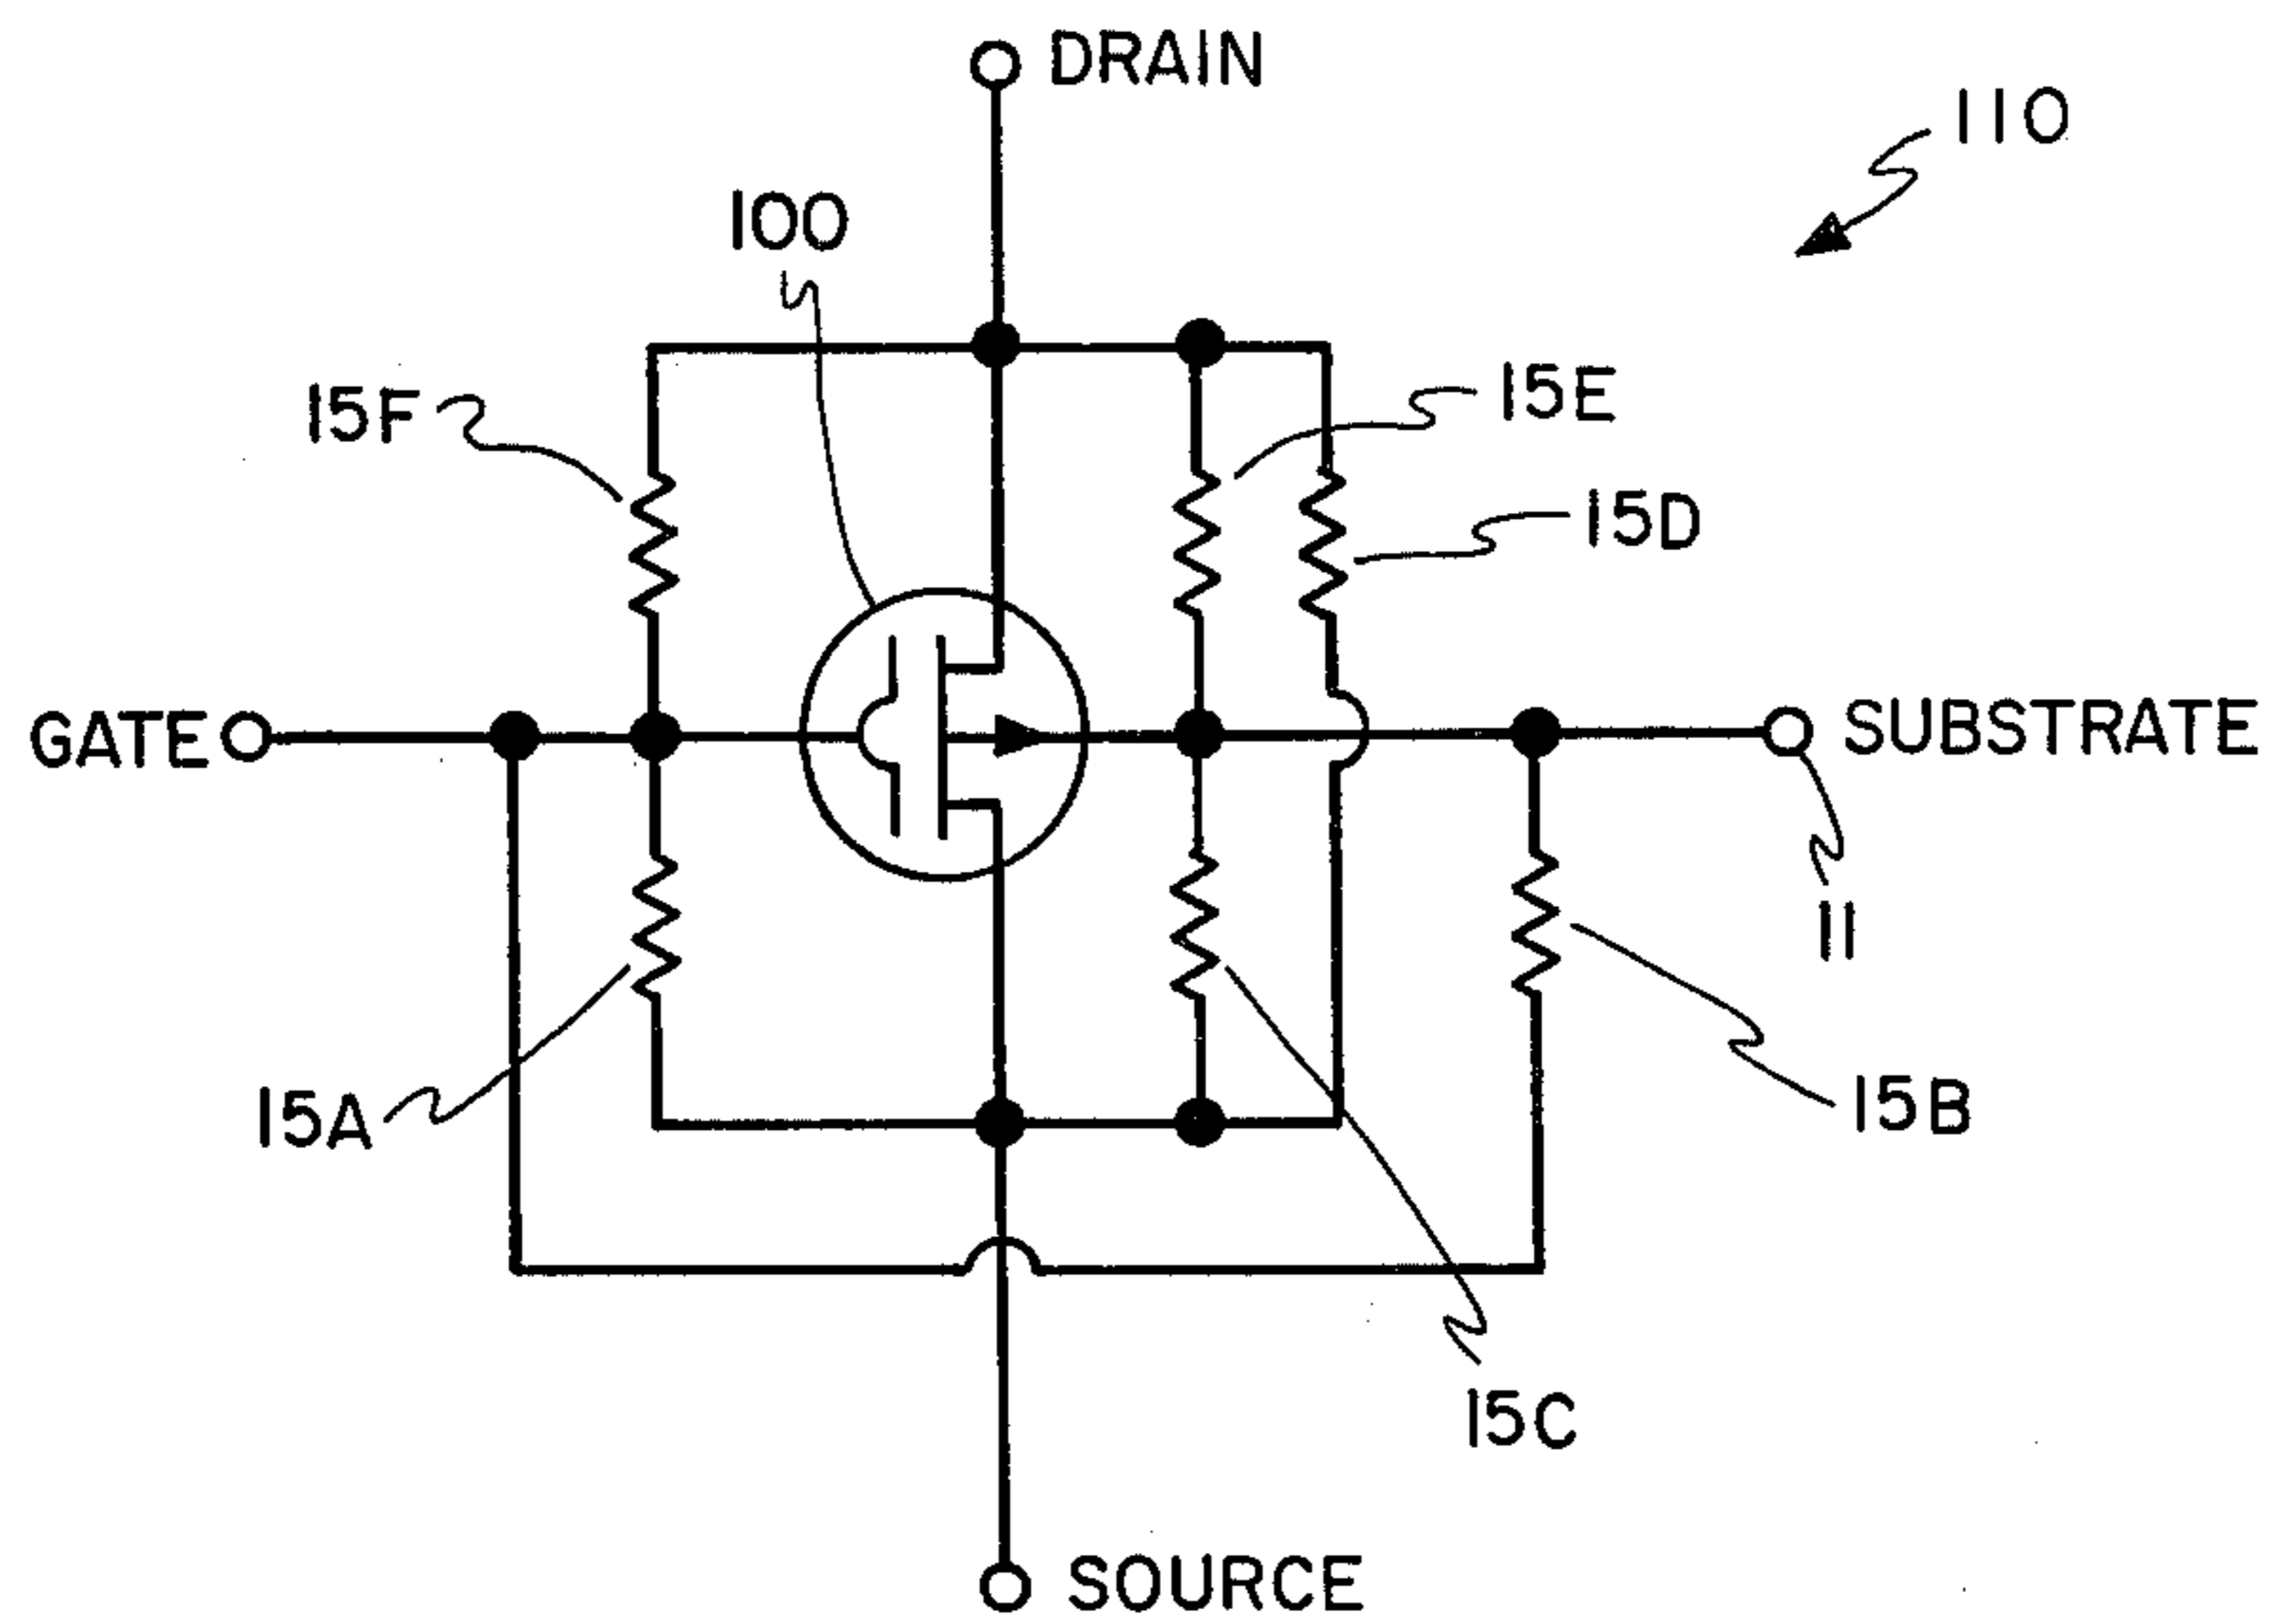 DRAIN
110
100
15F
15E
15D
GATE
SUBSTRATE
11
15A
15B
15C
SOURCE